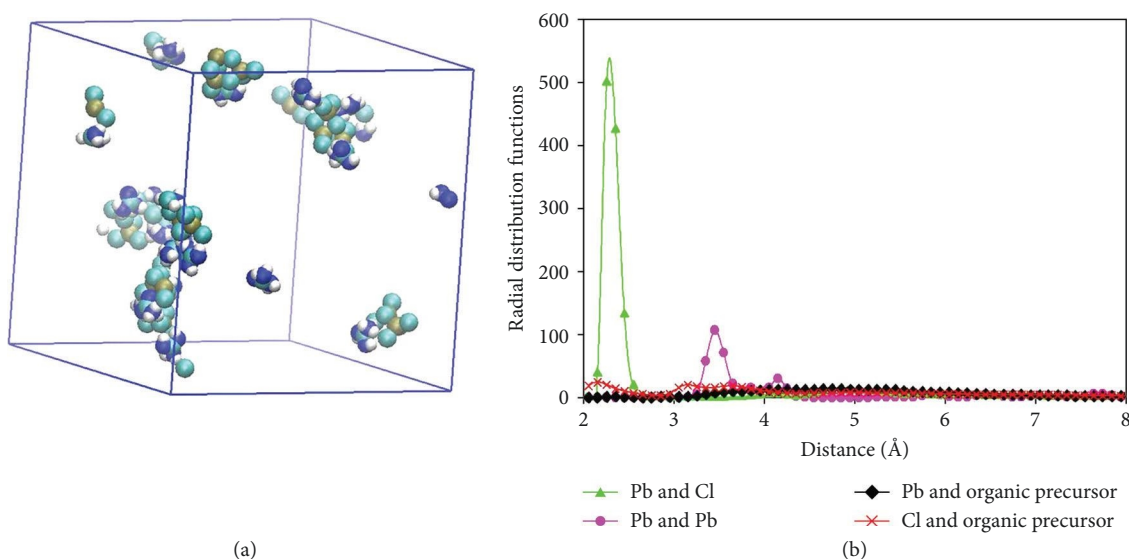 600
500
400
300
200
100
0
Radial distribution functions
2 3 4 5 6 7 8
Distance (Å)
Pb and Cl
Pb and organic precursor
Pb and Pb
Cl and organic precursor
(a)
(b)